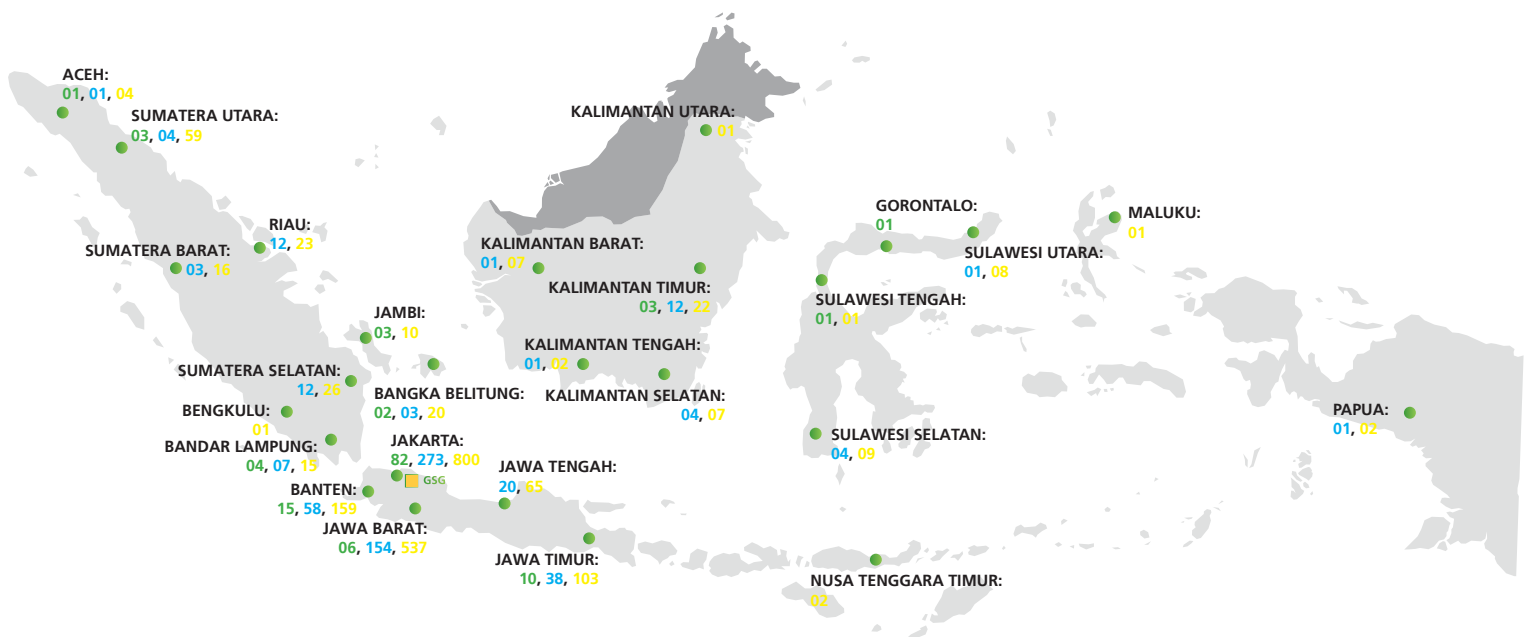 ACEH:
01, 01, 04
SUMATERA UTARA:
03, 04, 59
KALIMANTAN UTARA:
01
RIAU:
12, 23
SUMATERA BARAT:
03, 16
KALIMANTAN BARAT:
01, 07
KALIMANTAN TIMUR:
03, 12, 22
GORONTALO:
01
MALUKU:
01
SULAWESI UTARA:
01, 08
SULAWESI TENGAH:
01, 01
JAMBI:
03, 10
KALIMANTAN TENGAH:
01, 02
SUMATERA SELATAN:
12, 26
BANGKA BELITUNG:
02, 03, 20
KALIMANTAN SELATAN:
04, 07
BENGKULU:
01
PAPUA:
01, 02
BANDAR LAMPUNG:
04, 07, 15
JAKARTA:
82, 273, 800
GSG
SULAWESI SELATAN:
04, 09
JAWA TENGAH:
20, 65
BANTEN:
15, 58, 159
JAWA BARAT:
06, 154, 537
JAWA TIMUR:
10, 38, 103
NUSA TENGGARA TIMUR:
02